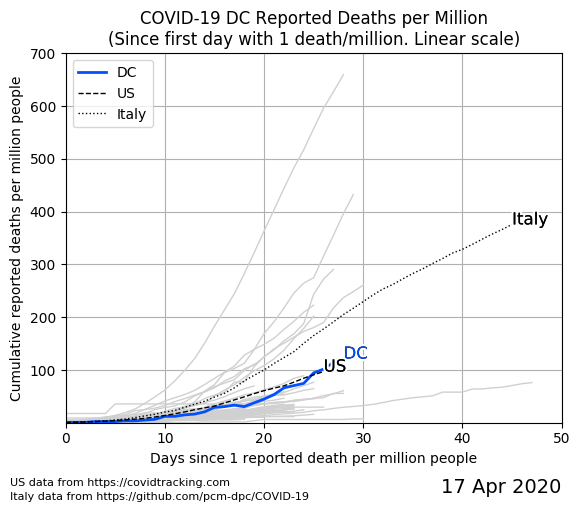 COVID-19 DC Reported Deaths per Million
(Since first day with 1 death/million. Linear scale)
700
600
500
400
300
200
100
Cumulative reported deaths per million people
DC
US
Italy
Italy
DC
US
0
10
20
30
40
50
Days since 1 reported death per million people
US data from https://covidtracking.com
Italy data from https://github.com/pcm-dpc/COVID-19
17 Apr 2020